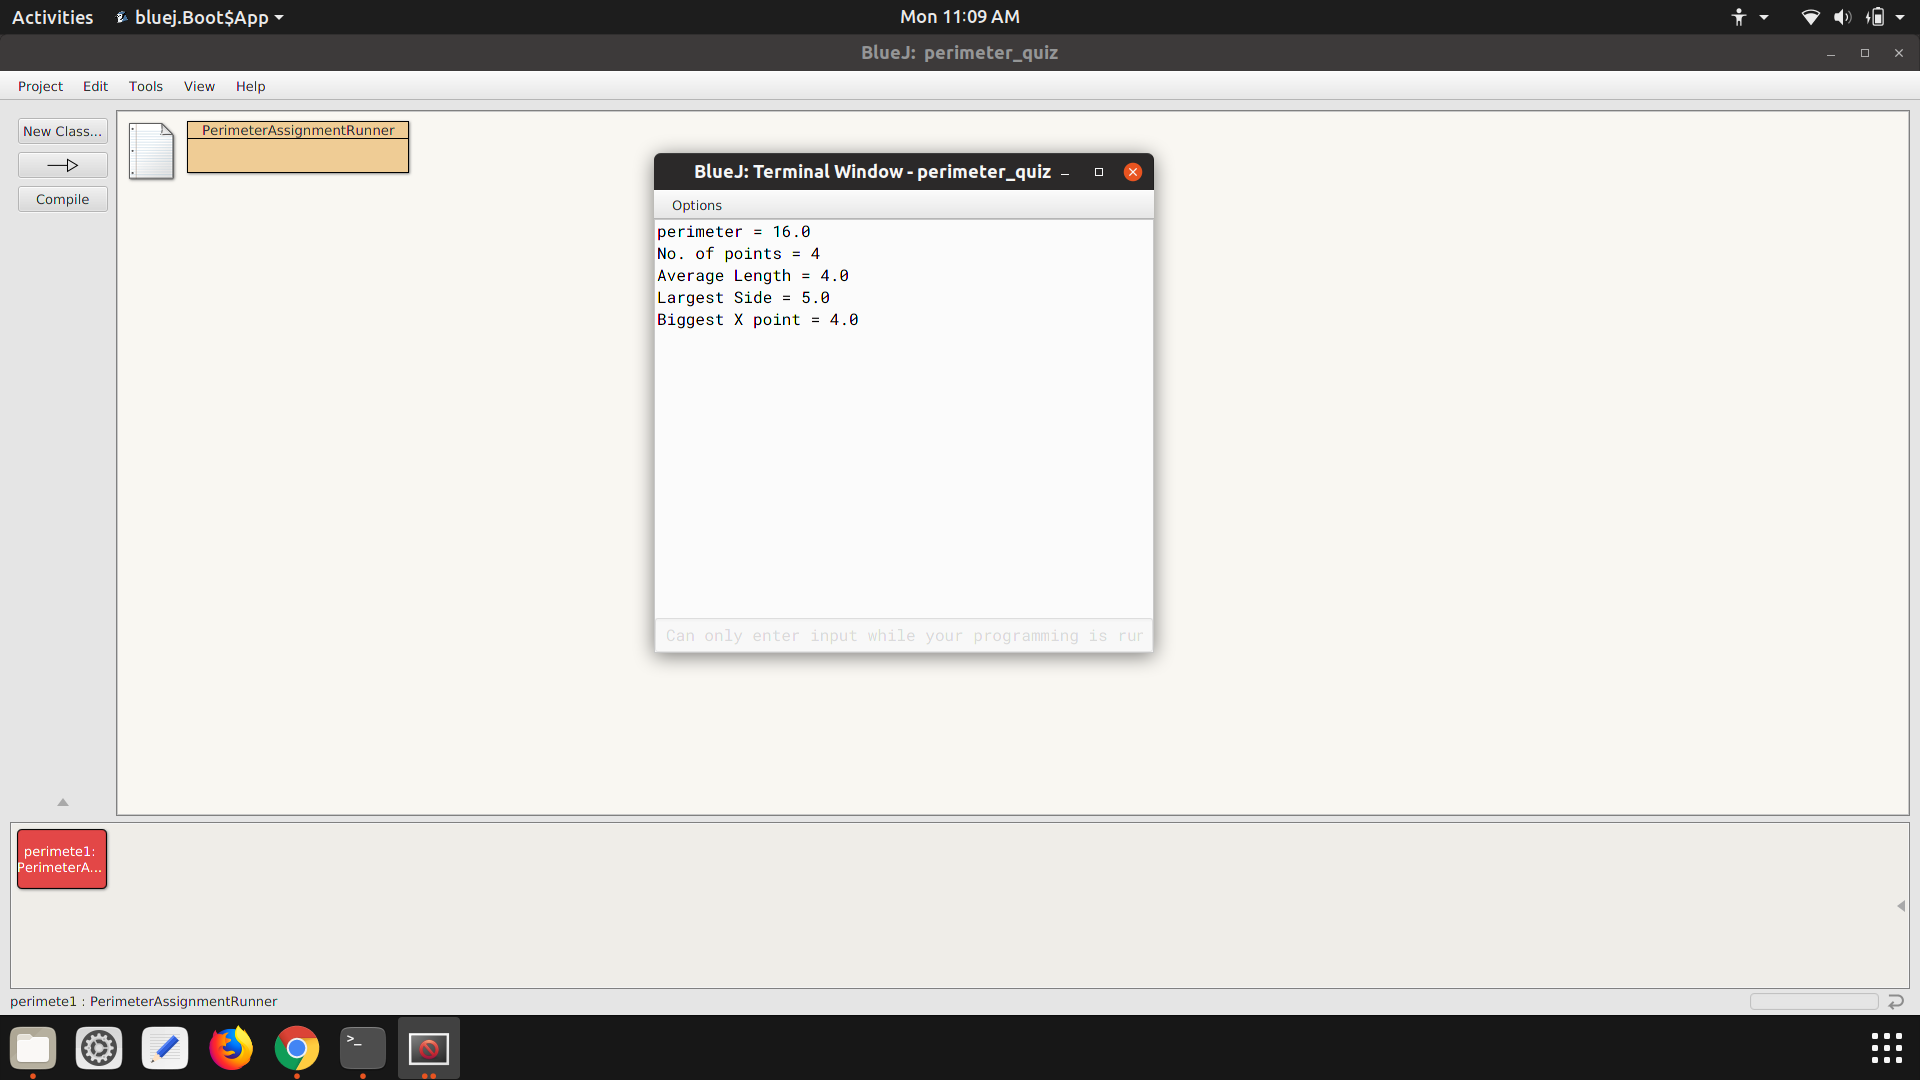 Activities
bluej.Boot$App
Mon 11:09 AM
BlueJ: perimeter_quiz
Project Edit Tools View Help
New Class...
Compile
PerimeterAssignmentRunner
BlueJ: Terminal Window - perimeter_quiz
Options
perimeter = 16.0
No. of points = 4
Average Length = 4.0
Largest Side = 5.0
Biggest X point = 4.0
Can only enter input while your programming is rur
perimete1:
PerimeterA...
perimete1 : PerimeterAssignmentRunner
>_